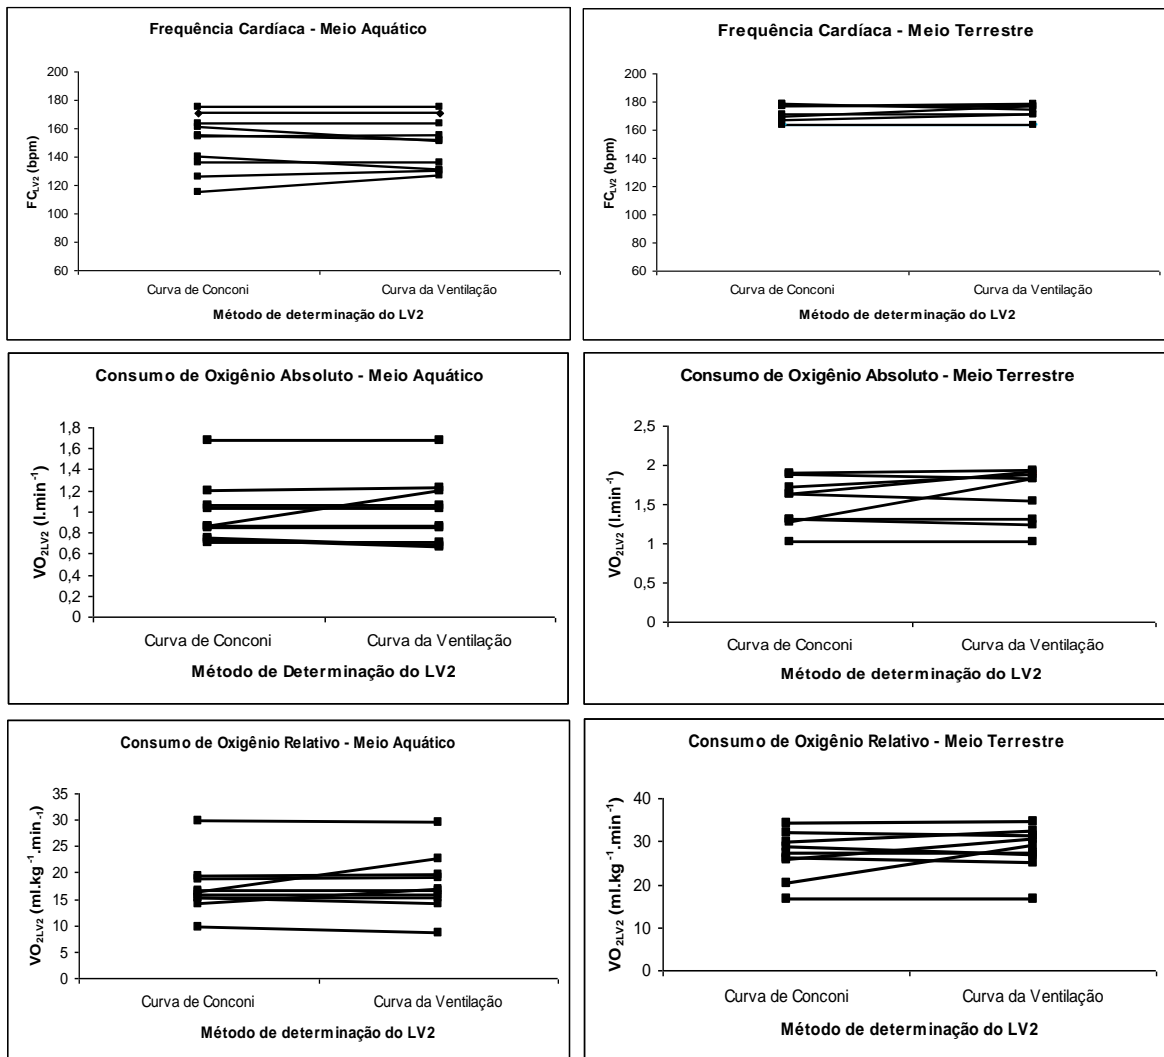 Frequência Cardíaca - Meio Aquático
200
180
160
140
120
100
80
60
FC_LV2 (bpm)
Curva de Conconi Curva da Ventilação
Método de determinação do LV2
Frequência Cardíaca - Meio Terrestre
200
180
160
140
120
100
80
60
FC_LV2 (bpm)
Curva de Conconi Curva da Ventilação
Método de determinação do LV2
Consumo de Oxigênio Absoluto - Meio Aquático
1,8
1,6
1,4
1,2
1
0,8
0,6
0,4
0,2
0
VO_2LV2 (l.min⁻¹)
Curva de Conconi Curva da Ventilação
Método de Determinação do LV2
Consumo de Oxigênio Absoluto - Meio Terrestre
2,5
2
1,5
1
0,5
0
VO_2LV2 (l.min⁻¹)
Curva de Conconi Curva da Ventilação
Método de determinação do LV2
Consumo de Oxigênio Relativo - Meio Aquático
35
30
25
20
15
10
5
0
VO_2LV2 (ml.kg⁻¹.min.₋₁)
Curva de Conconi Curva da Ventilação
Método de determinação do LV2
Consumo de Oxigênio Relativo - Meio Terrestre
40
30
20
10
0
VO_2LV2 (ml.kg⁻¹.min⁻¹)
Curva de Conconi Curva da Ventilação
Método de determinação do LV2